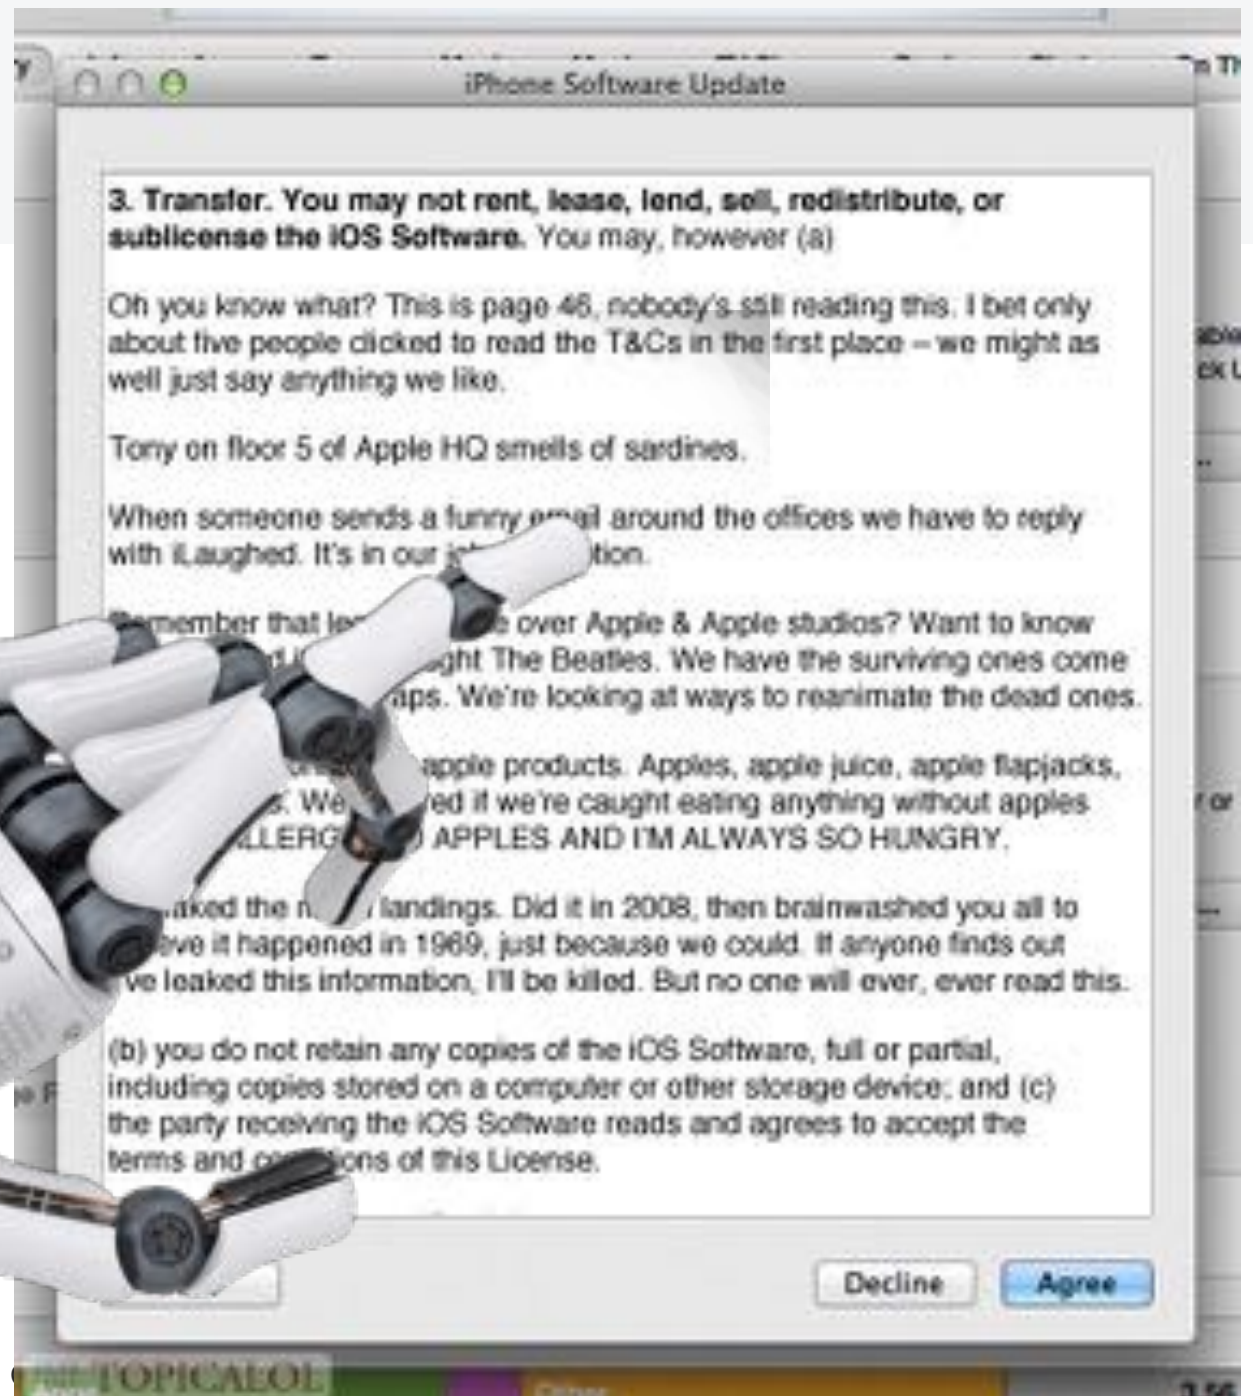 iPhone Software Update
3. Transfer. You may not rent, lease, lend, sell, redistribute, or
sublicense the iOS Software. You may, however (a)
Oh you know what? This is page 46, nobody's still reading this. I bet only
about five people clicked to read the T&Cs in the first place – we might as
well just say anything we like.
Tony on floor 5 of Apple HQ smells of sardines.
When someone sends a funny email around the offices we have to reply
with iLaughed. It's in our
Remember that over Apple & Apple studios? Want to know
The Beatles. We have the surviving ones come
We're looking at ways to reanimate the dead ones.
apple products. Apples, apple juice, apple flapjacks,
We if we're caught eating anything without apples
APPLES AND I'M ALWAYS SO HUNGRY.
the landings. Did it in 2008, then brainwashed you all to
it happened in 1969, just because we could. If anyone finds out
leaked this information, I'll be killed. But no one will ever, ever read this.
(b) you do not retain any copies of the iOS Software, full or partial,
including copies stored on a computer or other storage device; and (c)
the party receiving the iOS Software reads and agrees to accept the
terms and conditions of this License.
Decline Agree
TOPICALOL
Other